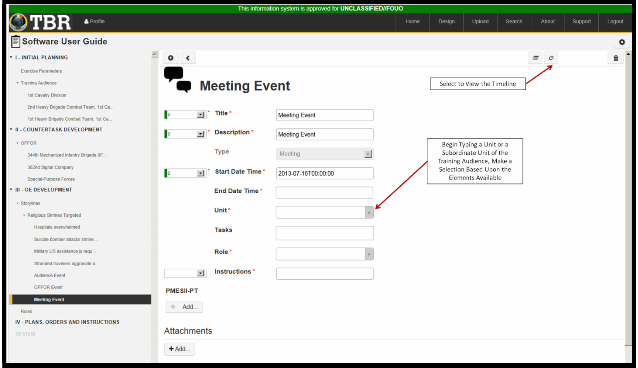 This information system is approved for UNCLASSIFIED//FOUO
TBR
Profile
Home
Design
Upload
Search
About
Support
Logout
Software User Guide
I - INITIAL PLANNING
Exercise Parameters
Training Audience
1st Cavalry Division
2nd Heavy Brigade Combat Team, 1st Ca...
1st Heavy Brigade Combat Team, 1st Ca...
II - COUNTERTASK DEVELOPMENT
OPFOR
344th Mechanized Infantry Brigade (IF...
362nd Signal Company
Special-Purpose Forces
III - OE DEVELOPMENT
Storylines
Religious Shrines Targeted
Hospitals overwhelmed
Suicide bomber attacks shrine ...
Military US assistance is requ...
Stranded travelers aggravate a...
Audience Event
OPFOR Event
Meeting Event
Roles
IV - PLANS, ORDERS AND INSTRUCTIONS
Meeting Event
Select to View the Timeline
Title *
Meeting Event
Description *
Meeting Event
Type
Meeting
Start Date Time *
2013-07-16T00:00:00
End Date Time *
Unit *
Tasks
Role *
Instructions *
Begin Typing a Unit or a
Subordinate Unit of the
Training Audience, Make a
Selection Based Upon the
Elements Available
PMESII-PT
+ Add...
Attachments
+ Add...